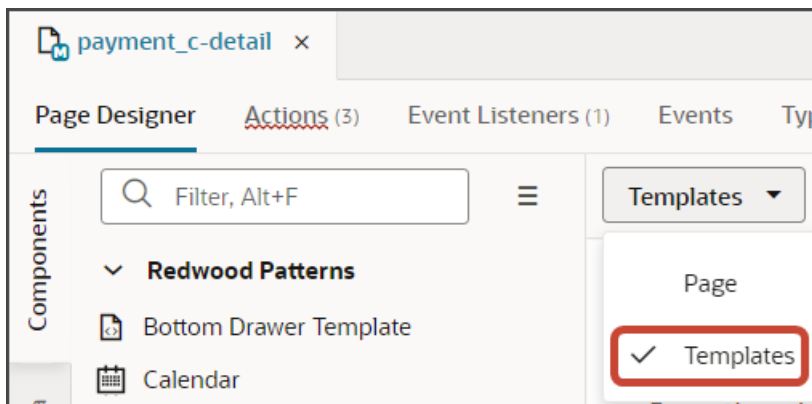 payment_c-detail ×
Page Designer Actions (3) Event Listeners (1) Events
Components
Filter, Alt+F
Templates
Redwood Patterns
Page
Bottom Drawer Template
Templates
Calendar